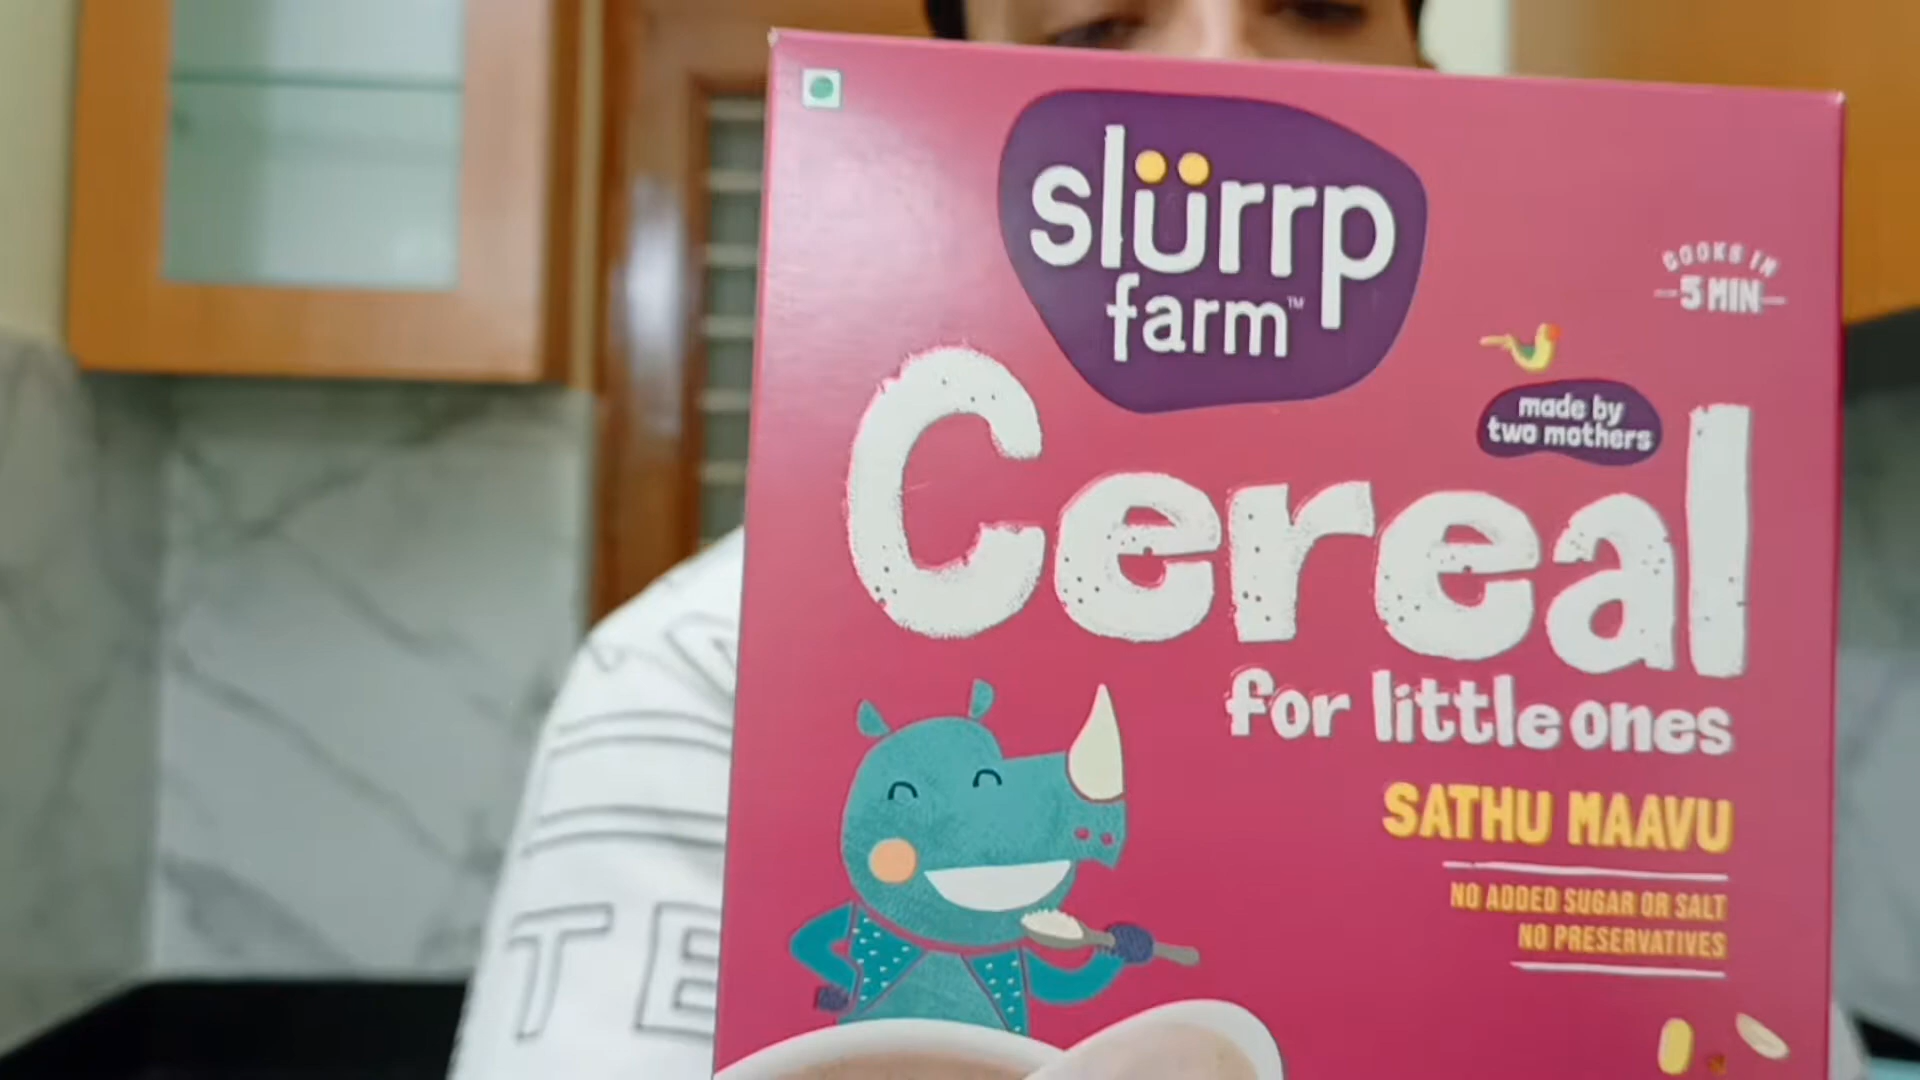 slürrp
farm™
COOKS IN
5 MIN
made by
two mothers
Cereal
for little ones
SATHU MAAVU
NO ADDED SUGAR OR SALT
NO PRESERVATIVES
TE